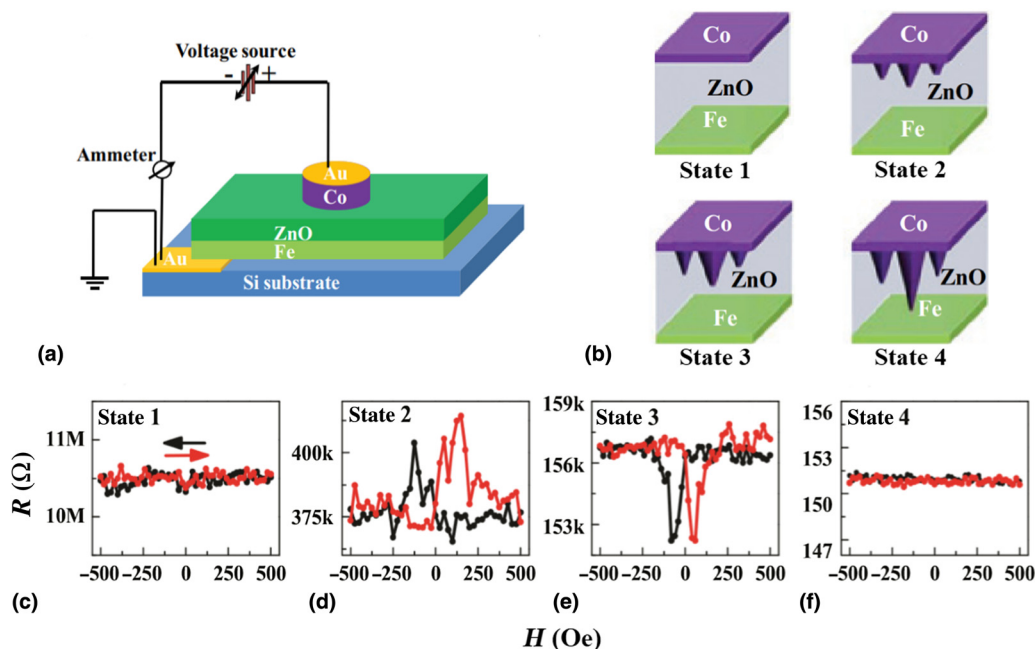 Voltage source
- +
Ammeter
Au
Co
ZnO
Fe
Au
Si substrate
(a)
Co
ZnO
Fe
State 1
Co
ZnO
Fe
State 2
Co
ZnO
Fe
State 3
Co
ZnO
Fe
State 4
(b)
R (Ω)
State 1
11M
10M
−500 −250 0 250 500
(c)
State 2
400k
375k
−500 −250 0 250 500
(d)
State 3
159k
156k
153k
−500 −250 0 250 500
(e)
State 4
156
153
150
147
−500 −250 0 250 500
(f)
H (Oe)